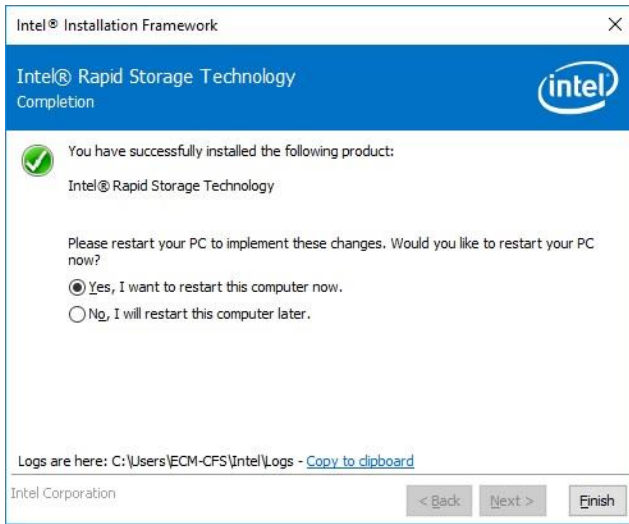 Intel® Installation Framework
Intel® Rapid Storage Technology
Completion
intel
You have successfully installed the following product:
Intel® Rapid Storage Technology
Please restart your PC to implement these changes. Would you like to restart your PC
now?
Yes, I want to restart this computer now.
No, I will restart this computer later.
Logs are here: C:\Users\ECM-CFS\Intel\Logs - Copy to clipboard
Intel Corporation
< Back Next > Finish